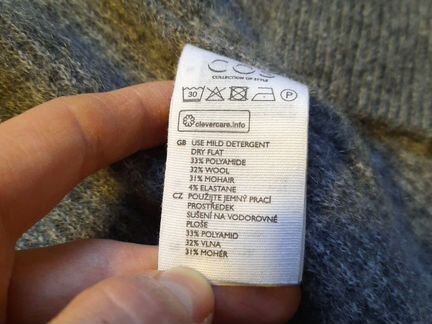 COS
COLLECTION OF STYLE
30 P
clevercare.info
GB USE MILD DETERGENT
DRY FLAT
33% POLYAMIDE
32% WOOL
31% MOHAIR
4% ELASTANE
CZ POUŽIJTE JEMNÝ PRACÍ
PROSTŘEDEK
SUŠENÍ NA VODOROVNÉ
PLOŠE
33% POLYAMID
32% VLNA
31% MOHÉR